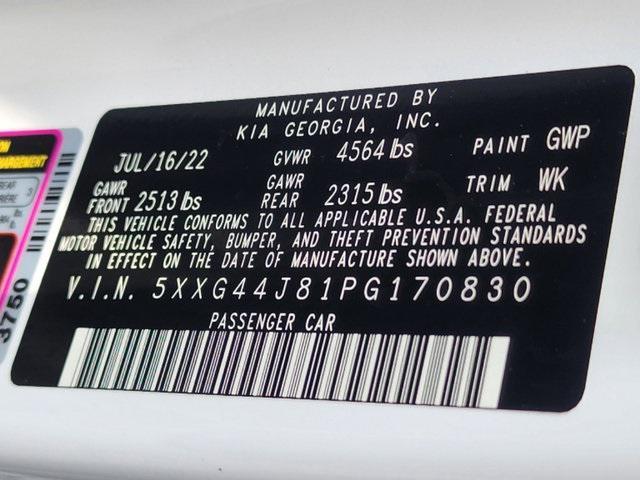 MANUFACTURED BY
KIA GEORGIA, INC.
JUL/16/22 GVWR 4564 lbs PAINT GWP
GAWR FRONT 2513 lbs GAWR REAR 2315 lbs TRIM WK
THIS VEHICLE CONFORMS TO ALL APPLICABLE U.S.A. FEDERAL
MOTOR VEHICLE SAFETY, BUMPER, AND THEFT PREVENTION STANDARDS
IN EFFECT ON THE DATE OF MANUFACTURE SHOWN ABOVE.
V.I.N. 5XXG44J81PG170830
PASSENGER CAR
3750